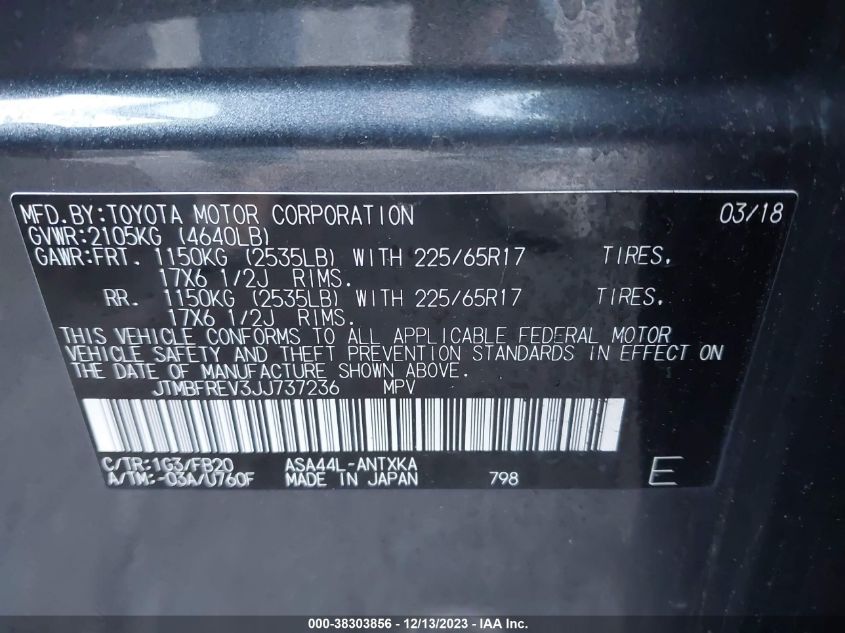 MFD.BY:TOYOTA MOTOR CORPORATION 03/18
GVWR:2105KG (4640LB)
GAWR:FRT. 1150KG (2535LB) WITH 225/65R17 TIRES,
17X6 1/2J RIMS.
RR. 1150KG (2535LB) WITH 225/65R17 TIRES,
17X6 1/2J RIMS.
THIS VEHICLE CONFORMS TO ALL APPLICABLE FEDERAL MOTOR
VEHICLE SAFETY AND THEFT PREVENTION STANDARDS IN EFFECT ON
THE DATE OF MANUFACTURE SHOWN ABOVE.
JTMBFREV3JJ737236 MPV
C/TR:1G3/FB20 ASA44L-ANTXKA
A/TM:-03A/U760F MADE IN JAPAN 798 E
000-38303856 - 12/13/2023 - IAA Inc.